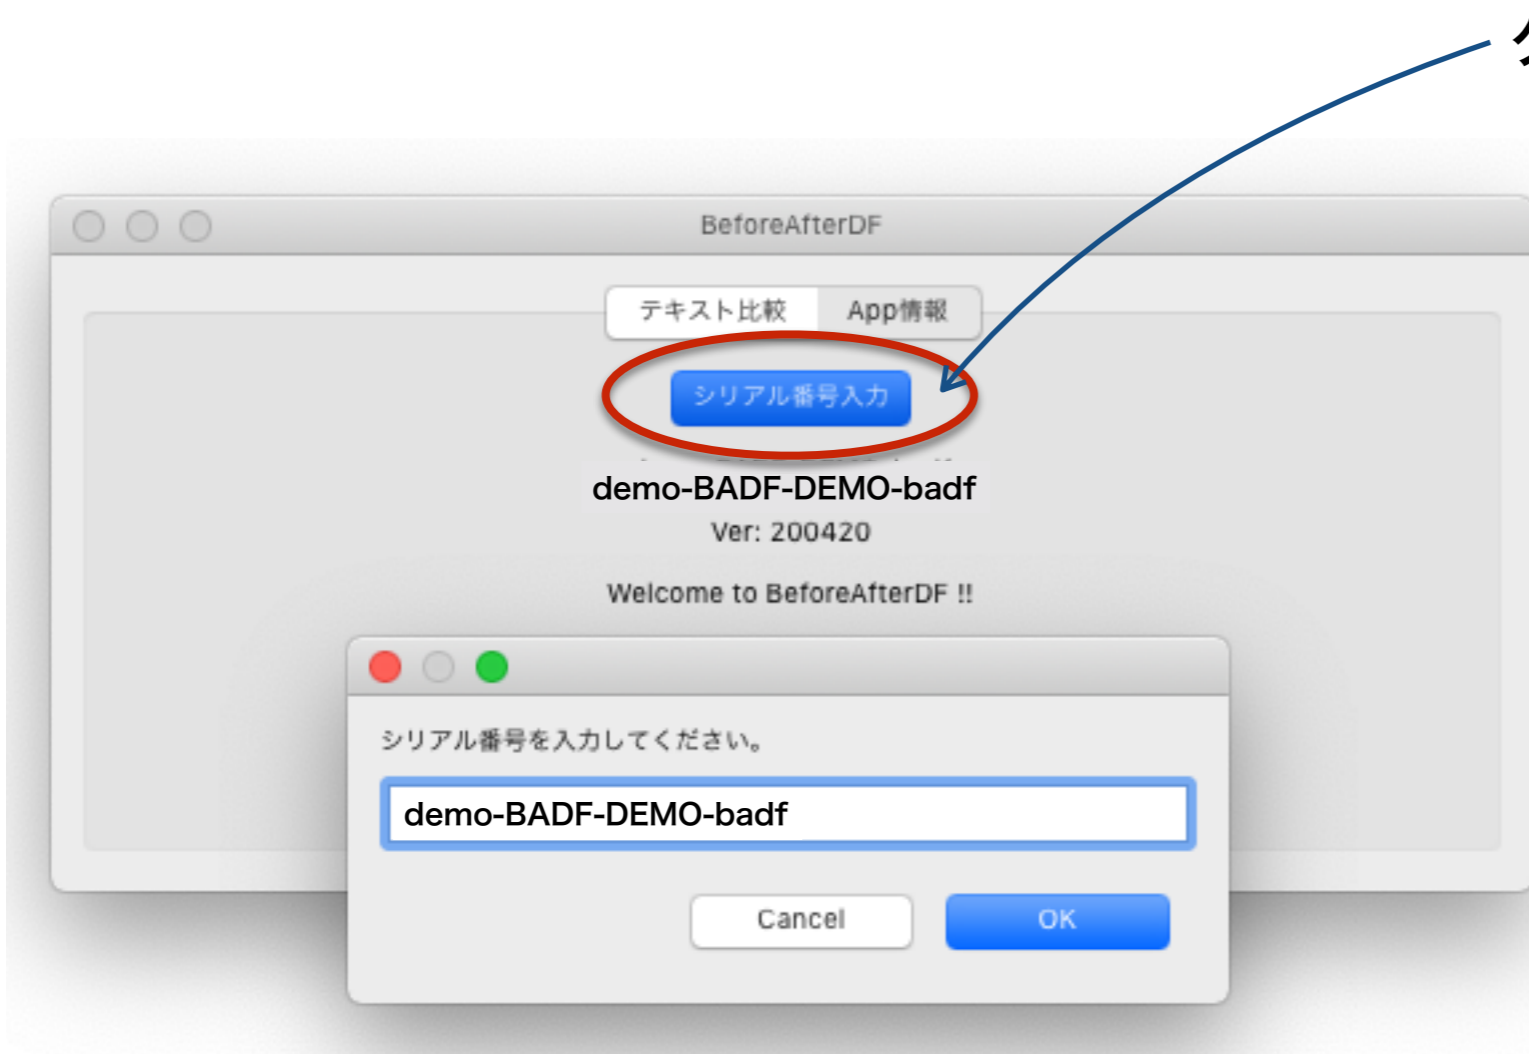 BeforeAfterDF
テキスト比較 App情報
シリアル番号入力
demo-BADF-DEMO-badf
Ver: 200420
Welcome to BeforeAfterDF !!
シリアル番号を入力してください。
demo-BADF-DEMO-badf
Cancel OK